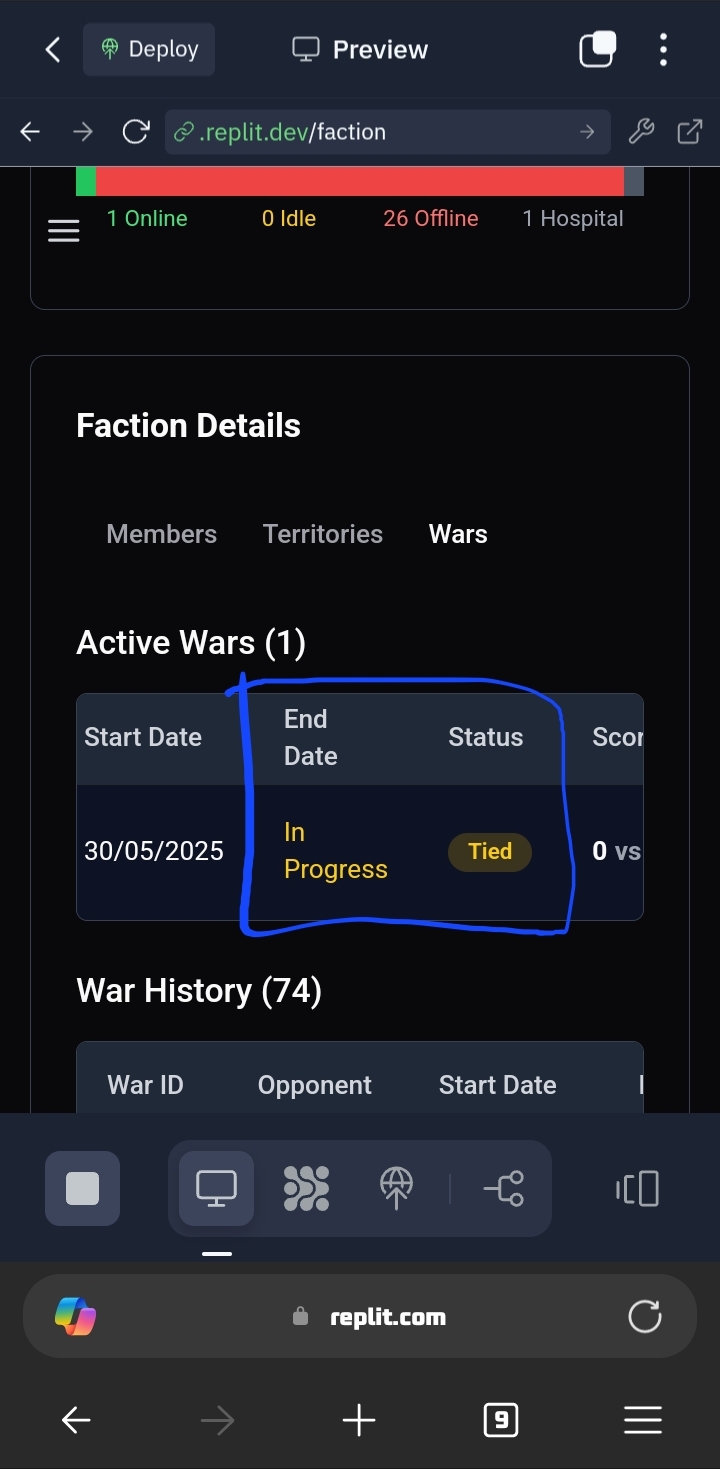 Deploy
Preview
.replit.dev/faction
1 Online 0 Idle 26 Offline 1 Hospital
Faction Details
Members Territories Wars
Active Wars (1)
Start Date End Date Status Scor
30/05/2025 In Progress Tied 0 vs
War History (74)
War ID Opponent Start Date
replit.com
9